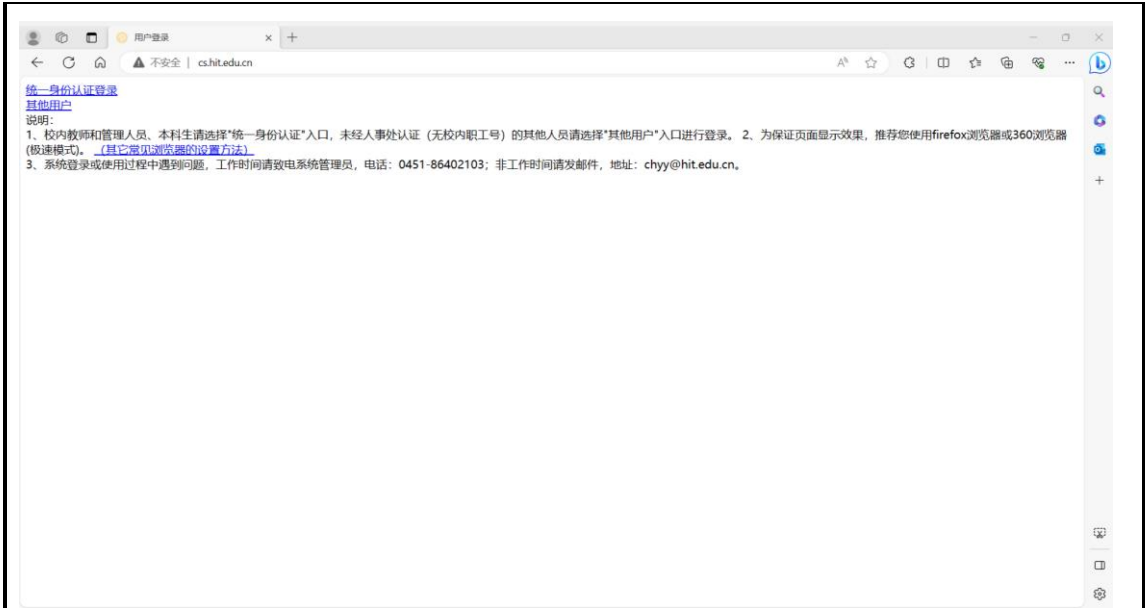 用户登录
不安全 | cs.hit.edu.cn
统一身份认证登录
其他用户
说明：
1、校内教师和管理人员、本科生请选择"统一身份认证"入口，未经人事处认证（无校内职工号）的其他人员请选择"其他用户"入口进行登录。 2、为保证页面显示效果，推荐您使用firefox浏览器或360浏览器
(极速模式)。 （其它常见浏览器的设置方法）
3、系统登录或使用过程中遇到问题，工作时间请致电系统管理员，电话：0451-86402103；非工作时间请发邮件，地址：chyy@hit.edu.cn。